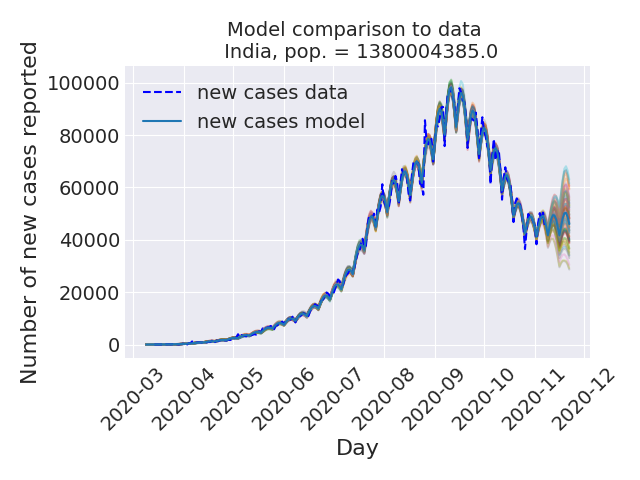 Model comparison to data
India, pop. = 1380004385.0
Number of new cases reported
100000
80000
60000
40000
20000
0
new cases data
new cases model
2020-03
2020-04
2020-05
2020-06
2020-07
2020-08
2020-09
2020-10
2020-11
2020-12
Day